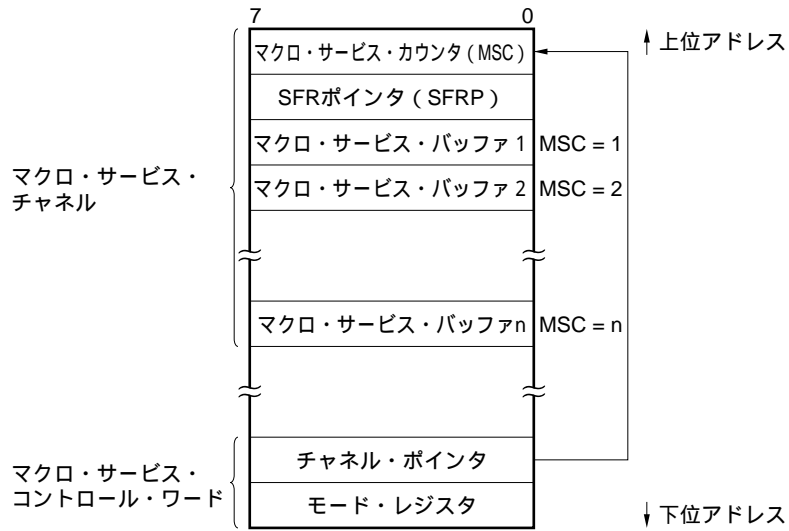 7 0
マクロ・サービス・カウンタ(MSC)
↑上位アドレス
SFRポインタ(SFRP)
マクロ・サービス・バッファ1 MSC = 1
マクロ・サービス・
チャネル
マクロ・サービス・バッファ2 MSC = 2
マクロ・サービス・バッファn MSC = n
チャネル・ポインタ
マクロ・サービス・
コントロール・ワード
モード・レジスタ
↓下位アドレス